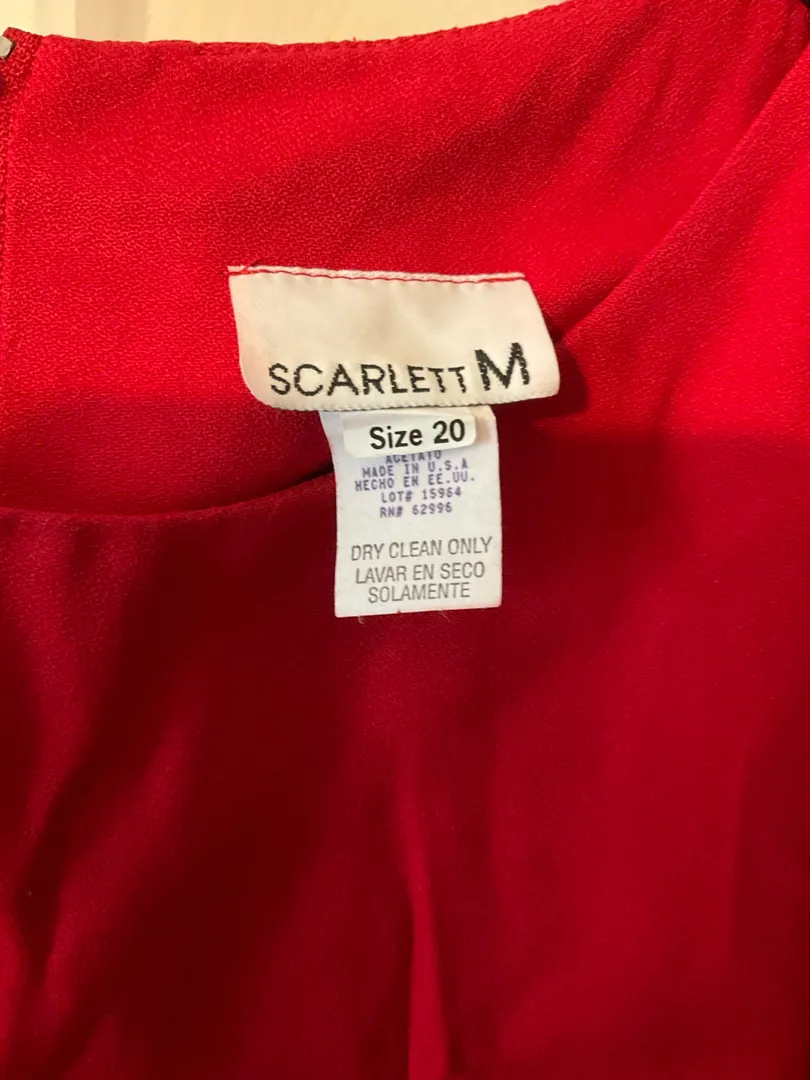 SCARLETT M
Size 20
ACETATO
MADE IN U.S.A
HECHO EN EE.UU.
LOT# 15964
RN# 62996
DRY CLEAN ONLY
LAVAR EN SECO
SOLAMENTE